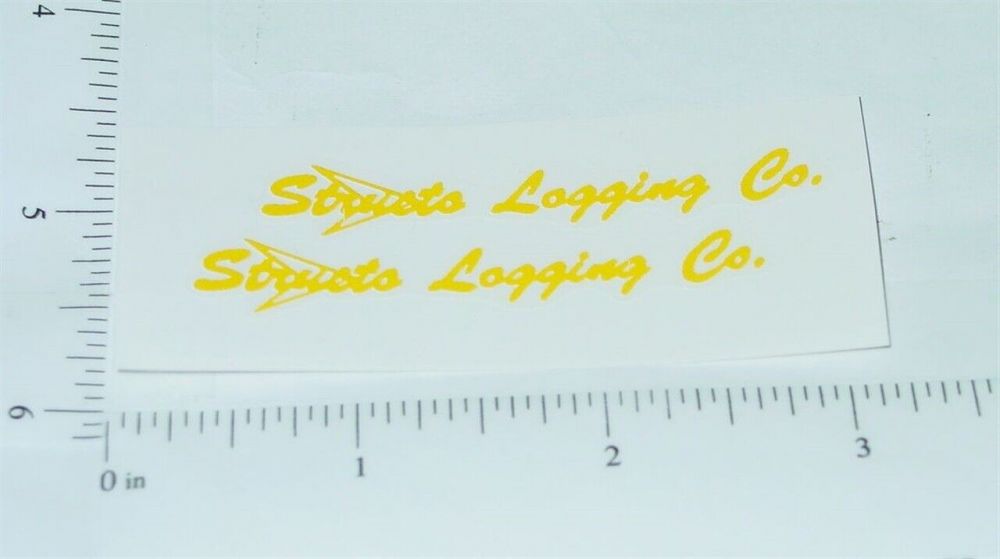 4
Structo Logging Co.
5
Structo Logging Co.
6
0 in 1 2 3